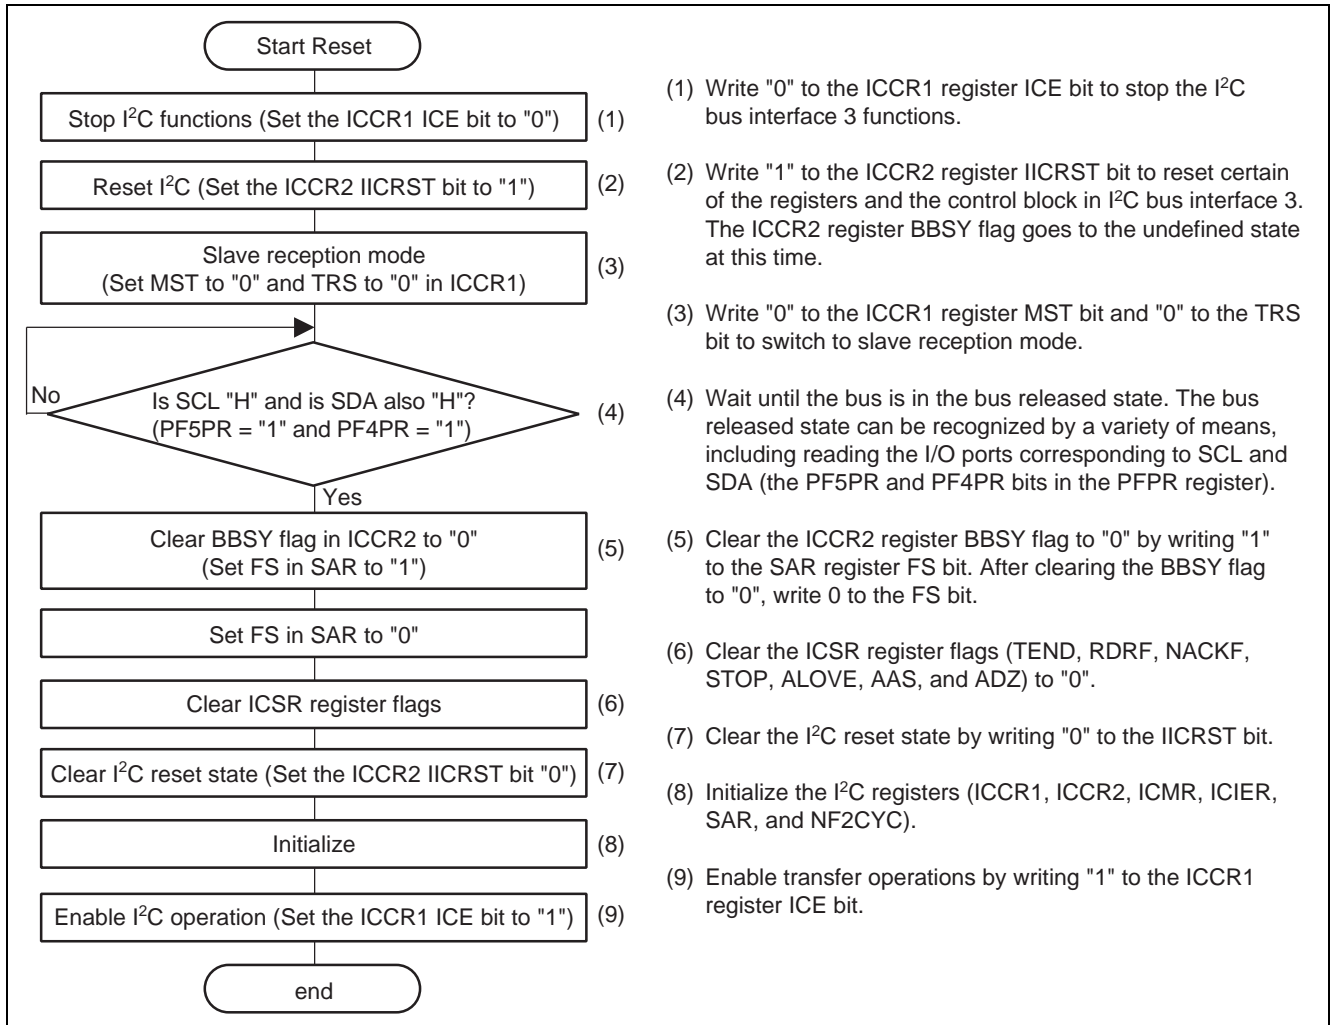 Start Reset
Stop I²C functions (Set the ICCR1 ICE bit to "0")
(1)
Reset I²C (Set the ICCR2 IICRST bit to "1")
(2)
Slave reception mode
(Set MST to "0" and TRS to "0" in ICCR1)
(3)
No
Is SCL "H" and is SDA also "H"?
(PF5PR = "1" and PF4PR = "1")
(4)
Yes
Clear BBSY flag in ICCR2 to "0"
(Set FS in SAR to "1")
(5)
Set FS in SAR to "0"
Clear ICSR register flags
(6)
Clear I²C reset state (Set the ICCR2 IICRST bit "0")
(7)
Initialize
(8)
Enable I²C operation (Set the ICCR1 ICE bit to "1")
(9)
end
(1) Write "0" to the ICCR1 register ICE bit to stop the I²C
bus interface 3 functions.
(2) Write "1" to the ICCR2 register IICRST bit to reset certain
of the registers and the control block in I²C bus interface 3.
The ICCR2 register BBSY flag goes to the undefined state
at this time.
(3) Write "0" to the ICCR1 register MST bit and "0" to the TRS
bit to switch to slave reception mode.
(4) Wait until the bus is in the bus released state. The bus
released state can be recognized by a variety of means,
including reading the I/O ports corresponding to SCL and
SDA (the PF5PR and PF4PR bits in the PFPR register).
(5) Clear the ICCR2 register BBSY flag to "0" by writing "1"
to the SAR register FS bit. After clearing the BBSY flag
to "0", write 0 to the FS bit.
(6) Clear the ICSR register flags (TEND, RDRF, NACKF,
STOP, ALOVE, AAS, and ADZ) to "0".
(7) Clear the I²C reset state by writing "0" to the IICRST bit.
(8) Initialize the I²C registers (ICCR1, ICCR2, ICMR, ICIER,
SAR, and NF2CYC).
(9) Enable transfer operations by writing "1" to the ICCR1
register ICE bit.